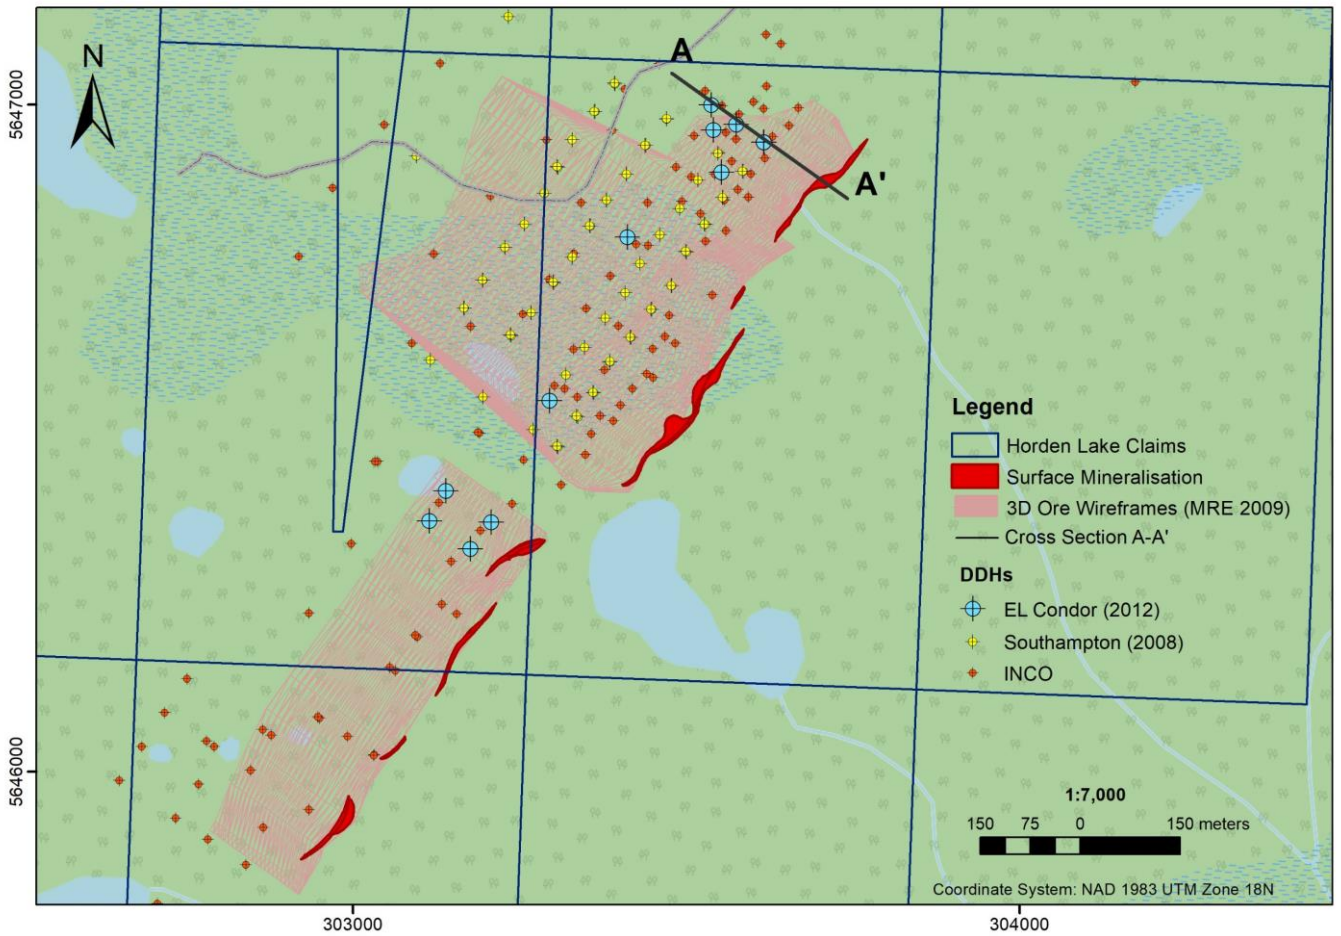 N
A
5647000
A'
Legend
Horden Lake Claims
Surface Mineralisation
3D Ore Wireframes (MRE 2009)
Cross Section A-A'
DDHs
EL Condor (2012)
Southampton (2008)
INCO
5646000
1:7,000
150 75 0 150 meters
Coordinate System: NAD 1983 UTM Zone 18N
303000 304000